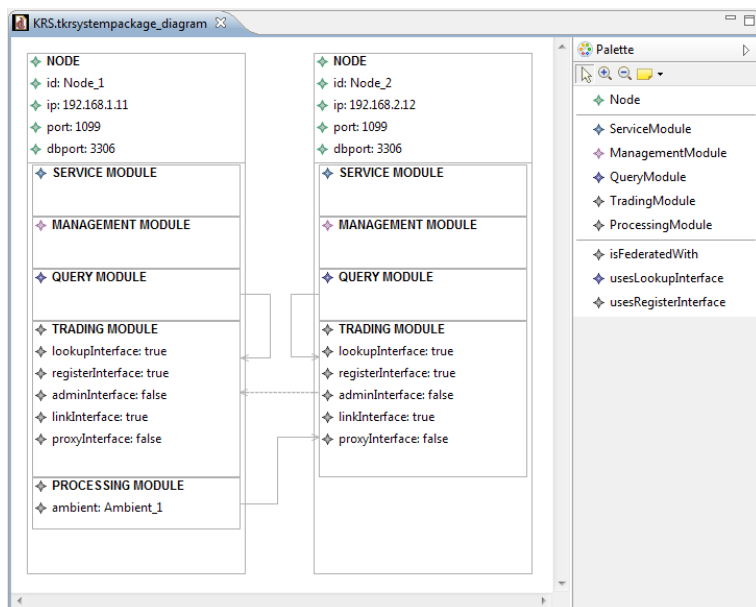 KRS.tkrsystempackage_diagram
NODE
id: Node_1
ip: 192.168.1.11
port: 1099
dbport: 3306
SERVICE MODULE
MANAGEMENT MODULE
QUERY MODULE
TRADING MODULE
lookupInterface: true
registerInterface: true
adminInterface: false
linkInterface: true
proxyInterface: false
PROCESSING MODULE
ambient: Ambient_1
NODE
id: Node_2
ip: 192.168.2.12
port: 1099
dbport: 3306
SERVICE MODULE
MANAGEMENT MODULE
QUERY MODULE
TRADING MODULE
lookupInterface: true
registerInterface: true
adminInterface: false
linkInterface: true
proxyInterface: false
Palette
Node
ServiceModule
ManagementModule
QueryModule
TradingModule
ProcessingModule
isFederatedWith
usesLookupInterface
usesRegisterInterface